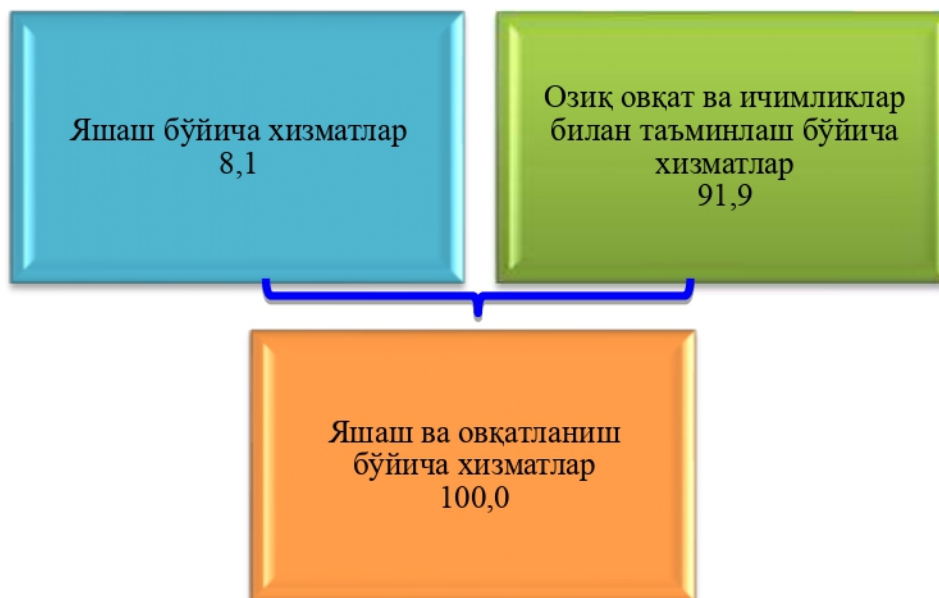 Яшаш бўйича хизматлар
8,1
Озиқ овқат ва ичимликлар
билан таъминлаш бўйича
хизматлар
91,9
Яшаш ва овқатланиш
бўйича хизматлар
100,0